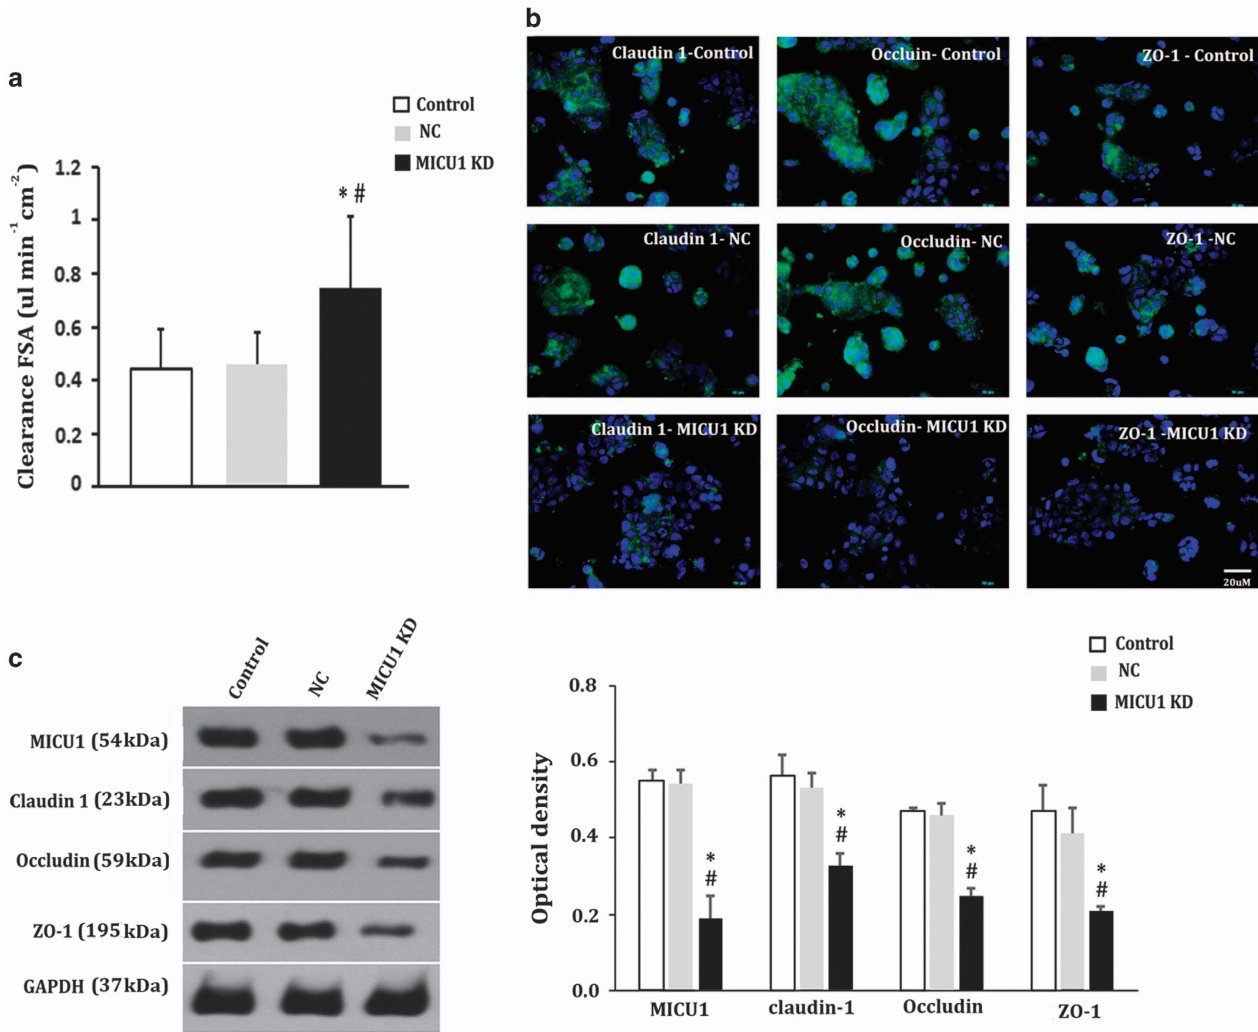 a
Control
NC
MICU1 KD
Clearance FSA (ul min-1 cm-2)
1.2
1
0.8
0.6
0.4
0.2
0
* #
b
Claudin 1-Control
Occluin- Control
ZO-1 - Control
Claudin 1- NC
Occludin- NC
ZO-1 -NC
Claudin 1- MICU1 KD
Occludin- MICU1 KD
ZO-1 -MICU1 KD
20uM
c
Control
NC
MICU1 KD
MICU1 (54kDa)
Claudin 1 (23kDa)
Occludin (59kDa)
ZO-1 (195 kDa)
GAPDH (37kDa)
Control
NC
MICU1 KD
Optical density
0.8
0.6
0.4
0.2
0.0
*
#
*
#
*
#
*
#
MICU1
claudin-1
Occludin
ZO-1